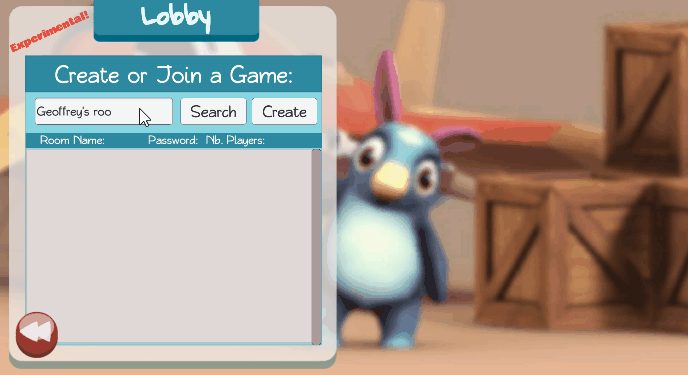 Lobby
Experimental!
Create or Join a Game:
Geoffrey's roo
Search
Create
Room Name: Password: Nb. Players: